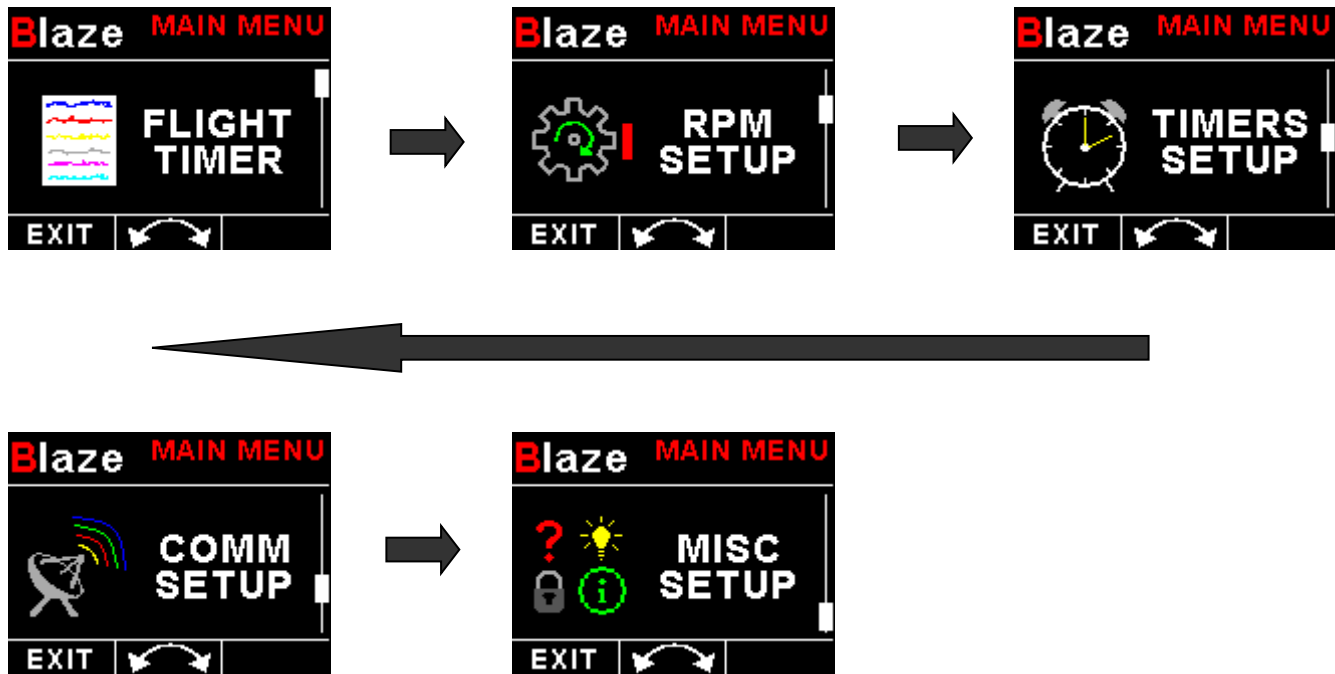 Blaze MAIN MENU
FLIGHT
TIMER
EXIT
Blaze MAIN MENU
RPM
SETUP
EXIT
Blaze MAIN MENU
TIMERS
SETUP
EXIT
Blaze MAIN MENU
COMM
SETUP
EXIT
Blaze MAIN MENU
?
i
MISC
SETUP
EXIT